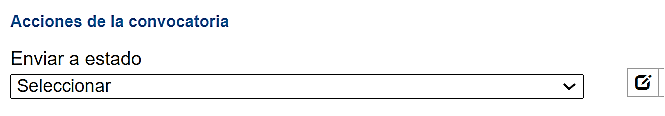 Acciones de la convocatoria
Enviar a estado
Seleccionar